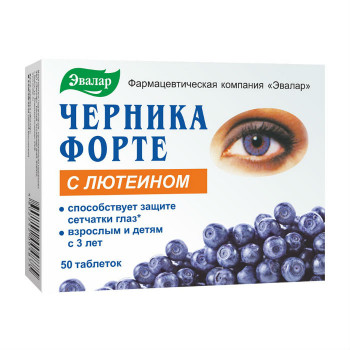 Эвалар
Фармацевтическая компания «Эвалар»
ЧЕРНИКА
ФОРТЕ
С ЛЮТЕИНОМ
• способствует защите
сетчатки глаз*
• взрослым и детям
с 3 лет
50 таблеток